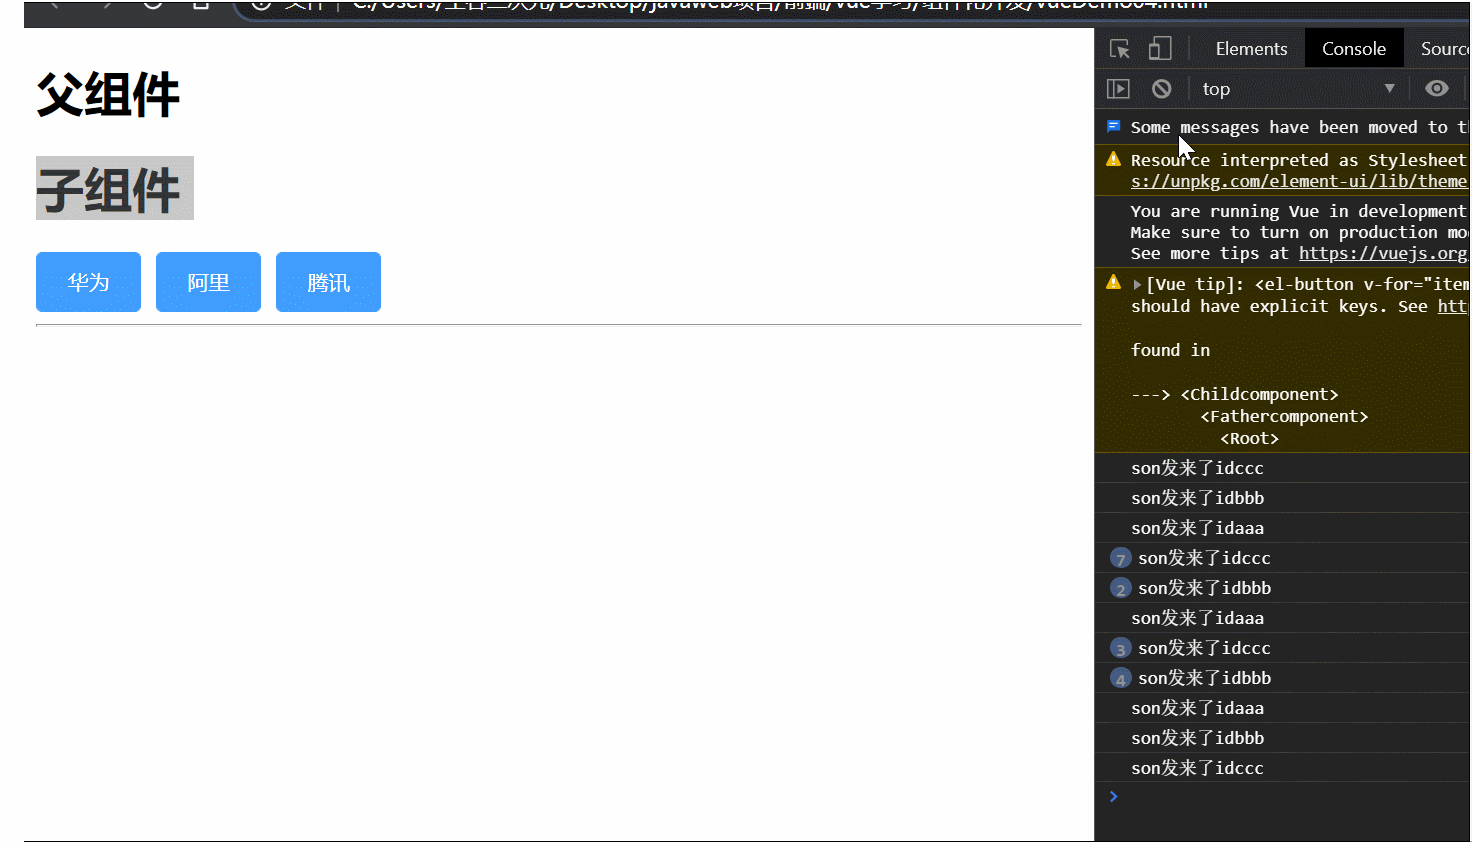 父组件
子组件
华为 阿里 腾讯
Elements Console Sourc
top
Some messages have been moved to t
Resource interpreted as Stylesheet
s://unpkg.com/element-ui/lib/theme
You are running Vue in development
Make sure to turn on production mo
See more tips at https://vuejs.org
[Vue tip]: <el-button v-for="item
should have explicit keys. See htt
found in
---> <Childcomponent>
<Fathercomponent>
<Root>
son发来了idccc
son发来了idbbb
son发来了idaaa
7 son发来了idccc
2 son发来了idbbb
son发来了idaaa
3 son发来了idccc
4 son发来了idbbb
son发来了idaaa
son发来了idbbb
son发来了idccc